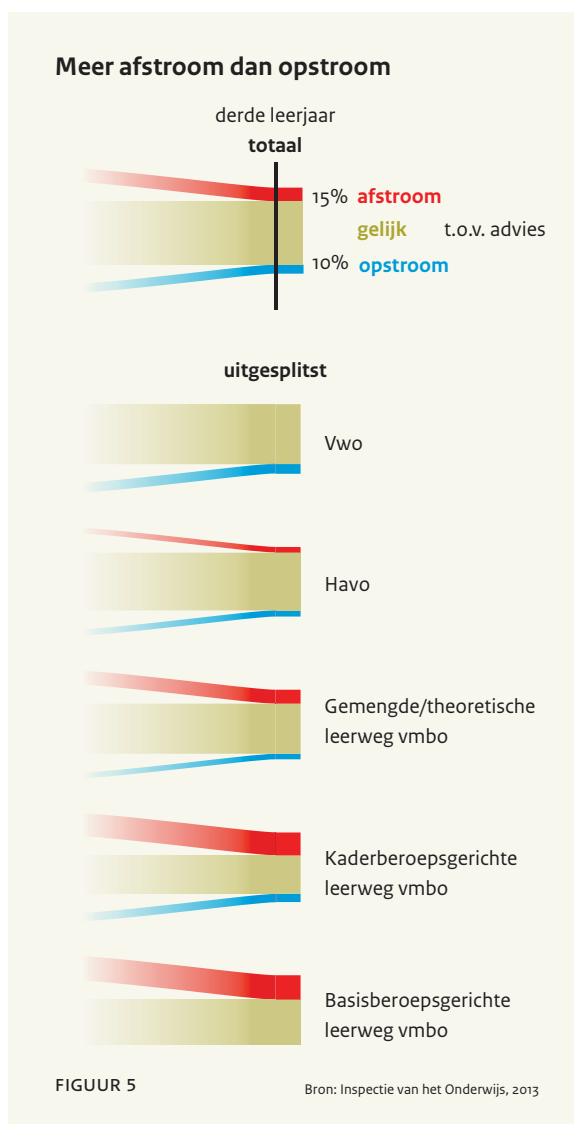 Meer afstroom dan opstroom
derde leerjaar
totaal
15% afstroom
gelijk t.o.v. advies
10% opstroom
uitgesplitst
Vwo
Havo
Gemengde/theoretische
leerweg vmbo
Kaderberoepsgerichte
leerweg vmbo
Basisberoepsgerichte
leerweg vmbo
FIGUUR 5
Bron: Inspectie van het Onderwijs, 2013